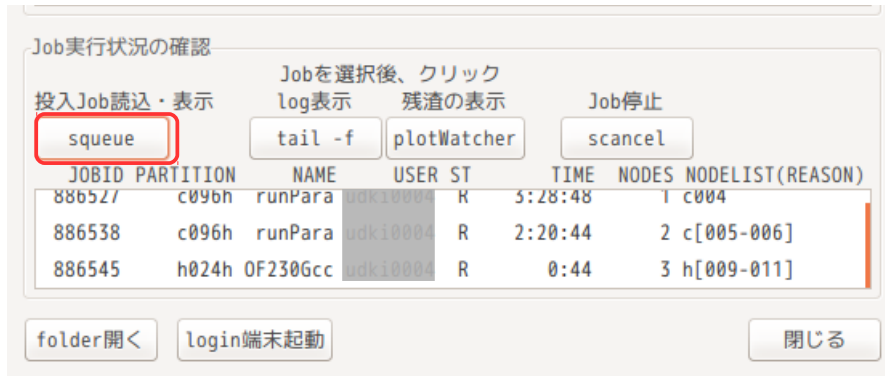 Job実行状況の確認
Jobを選択後、クリック
投入Job読込・表示 log表示 残渣の表示 Job停止
squeue tail -f plotWatcher scancel
JOBID PARTITION NAME USER ST TIME NODES NODELIST(REASON)
886527 c096h runPara udki0004 R 3:28:48 1 c004
886538 c096h runPara udki0004 R 2:20:44 2 c[005-006]
886545 h024h OF230Gcc udki0004 R 0:44 3 h[009-011]
folder開く login端末起動 閉じる